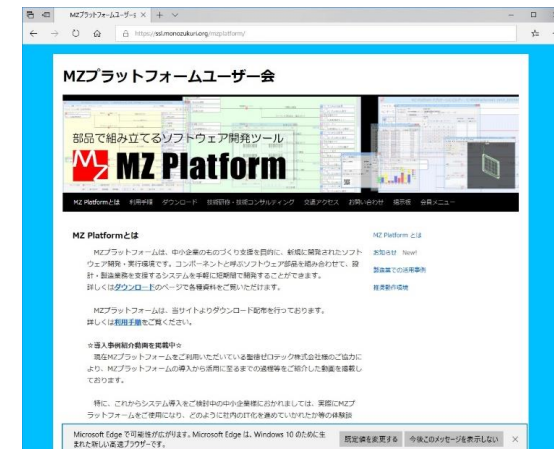 MZプラットフォームユーザー会
https://ssl.monozukuri.org/mzplatform/
MZプラットフォームユーザー会
部品で組み立てるソフトウェア開発ツール
MZ Platform
MZ Platformとは 利用手順 ダウンロード 技術研修・技術コンサルティング 交通アクセス お問い合わせ 掲示板 会員メニュー
MZ Platformとは
MZプラットフォームは、中小企業のものづくり支援を目的に、新規に開発されたソフト
ウェア開発・実行環境です。コンポーネントと呼ぶソフトウェア部品を組み合わせて、設
計・製造業務を支援するシステムを手軽に短期間で開発することができます。
詳しくはダウンロードのページで各種資料をご覧いただけます。
MZプラットフォームは、当サイトよりダウンロード配布を行っております。
詳しくは利用手順をご覧ください。
☆導入事例紹介動画を掲載中☆
現在MZプラットフォームをご利用いただいている聖徳ゼロテック株式会社様のご協力に
より、MZプラットフォームの導入から活用に至るまでの過程等をご紹介した動画を掲載し
ております。
特に、これからシステム導入をご検討中の中小企業様におかれましては、実際にMZプ
ラットフォームをご使用になり、どのように社内のIT化を進めていかれたか等の体験談
MZ Platform とは
お知らせ New!
製造業での活用事例
推奨動作環境
Microsoft Edge で可能性が広がります。Microsoft Edge は、Windows 10 のために生
まれた新しい高速ブラウザーです。
既定値を変更する 今後このメッセージを表示しない